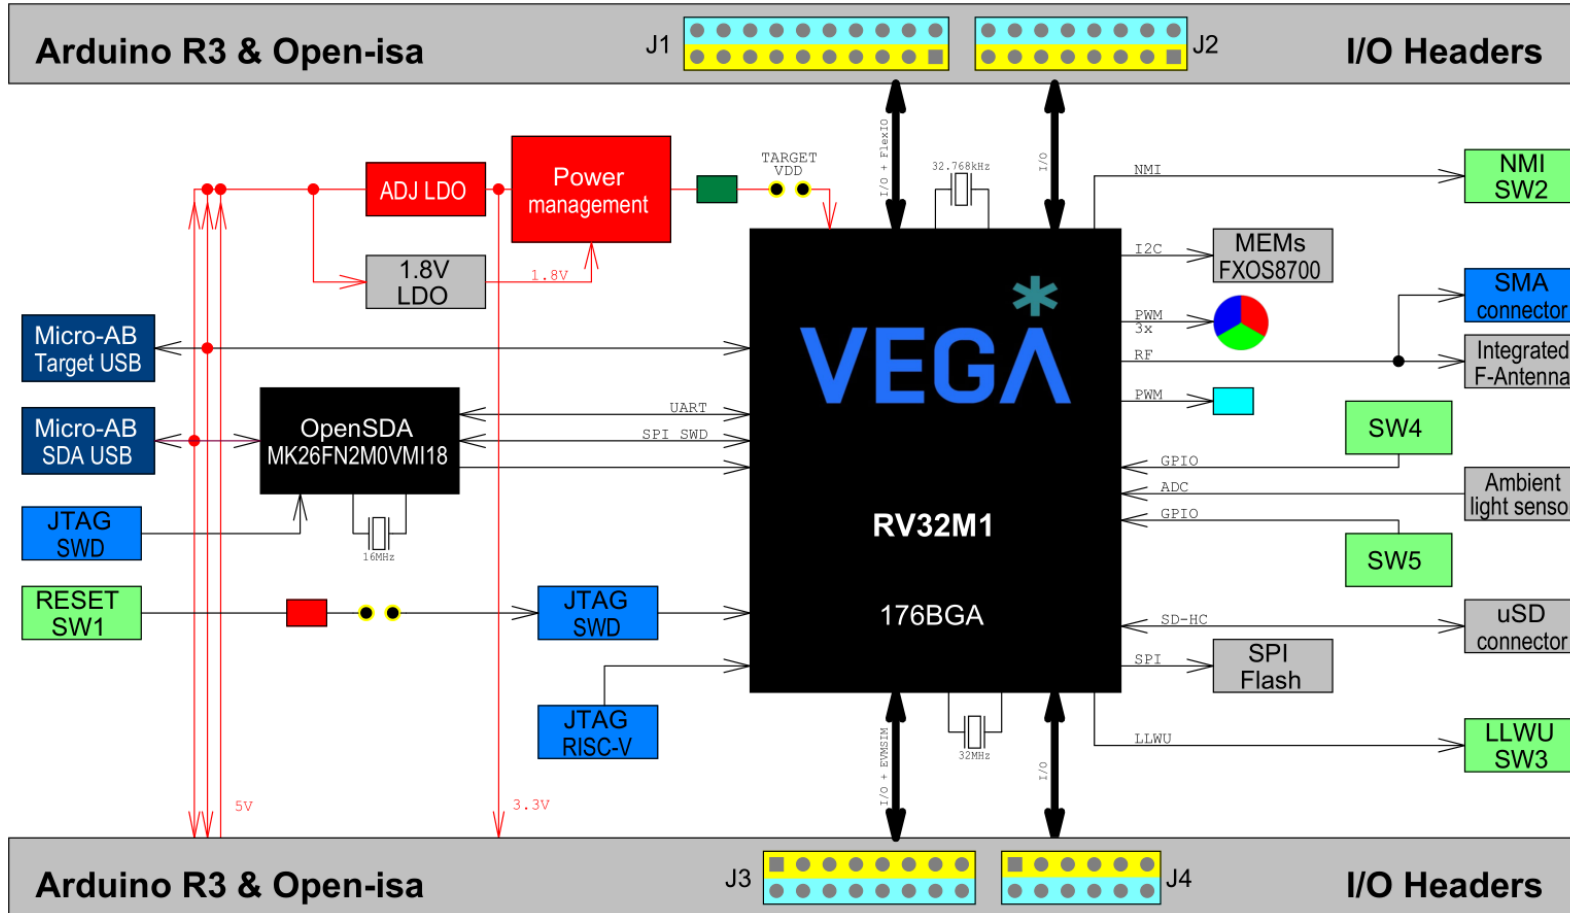 Arduino R3 & Open-isa
J1
J2
I/O Headers
I/O + FlexIO
I/O
32.768kHz
TARGET
VDD
ADJ LDO
Power
management
1.8V
LDO
1.8V
NMI
NMI
SW2
I2C
MEMs
FXOS8700
SMA
connector
PWM
3x
RF
Integrated
F-Antenna
PWM
Micro-AB
Target USB
VEGA
Micro-AB
SDA USB
OpenSDA
MK26FN2M0VMI18
UART
SPI SWD
SW4
GPIO
ADC
Ambient
light sensor
GPIO
SW5
JTAG
SWD
16MHz
RV32M1
176BGA
RESET
SW1
JTAG
SWD
SD-HC
uSD
connector
SPI
SPI
Flash
JTAG
RISC-V
LLWU
LLWU
SW3
32MHz
I/O + EVMSIM
I/O
5V
3.3V
Arduino R3 & Open-isa
J3
J4
I/O Headers